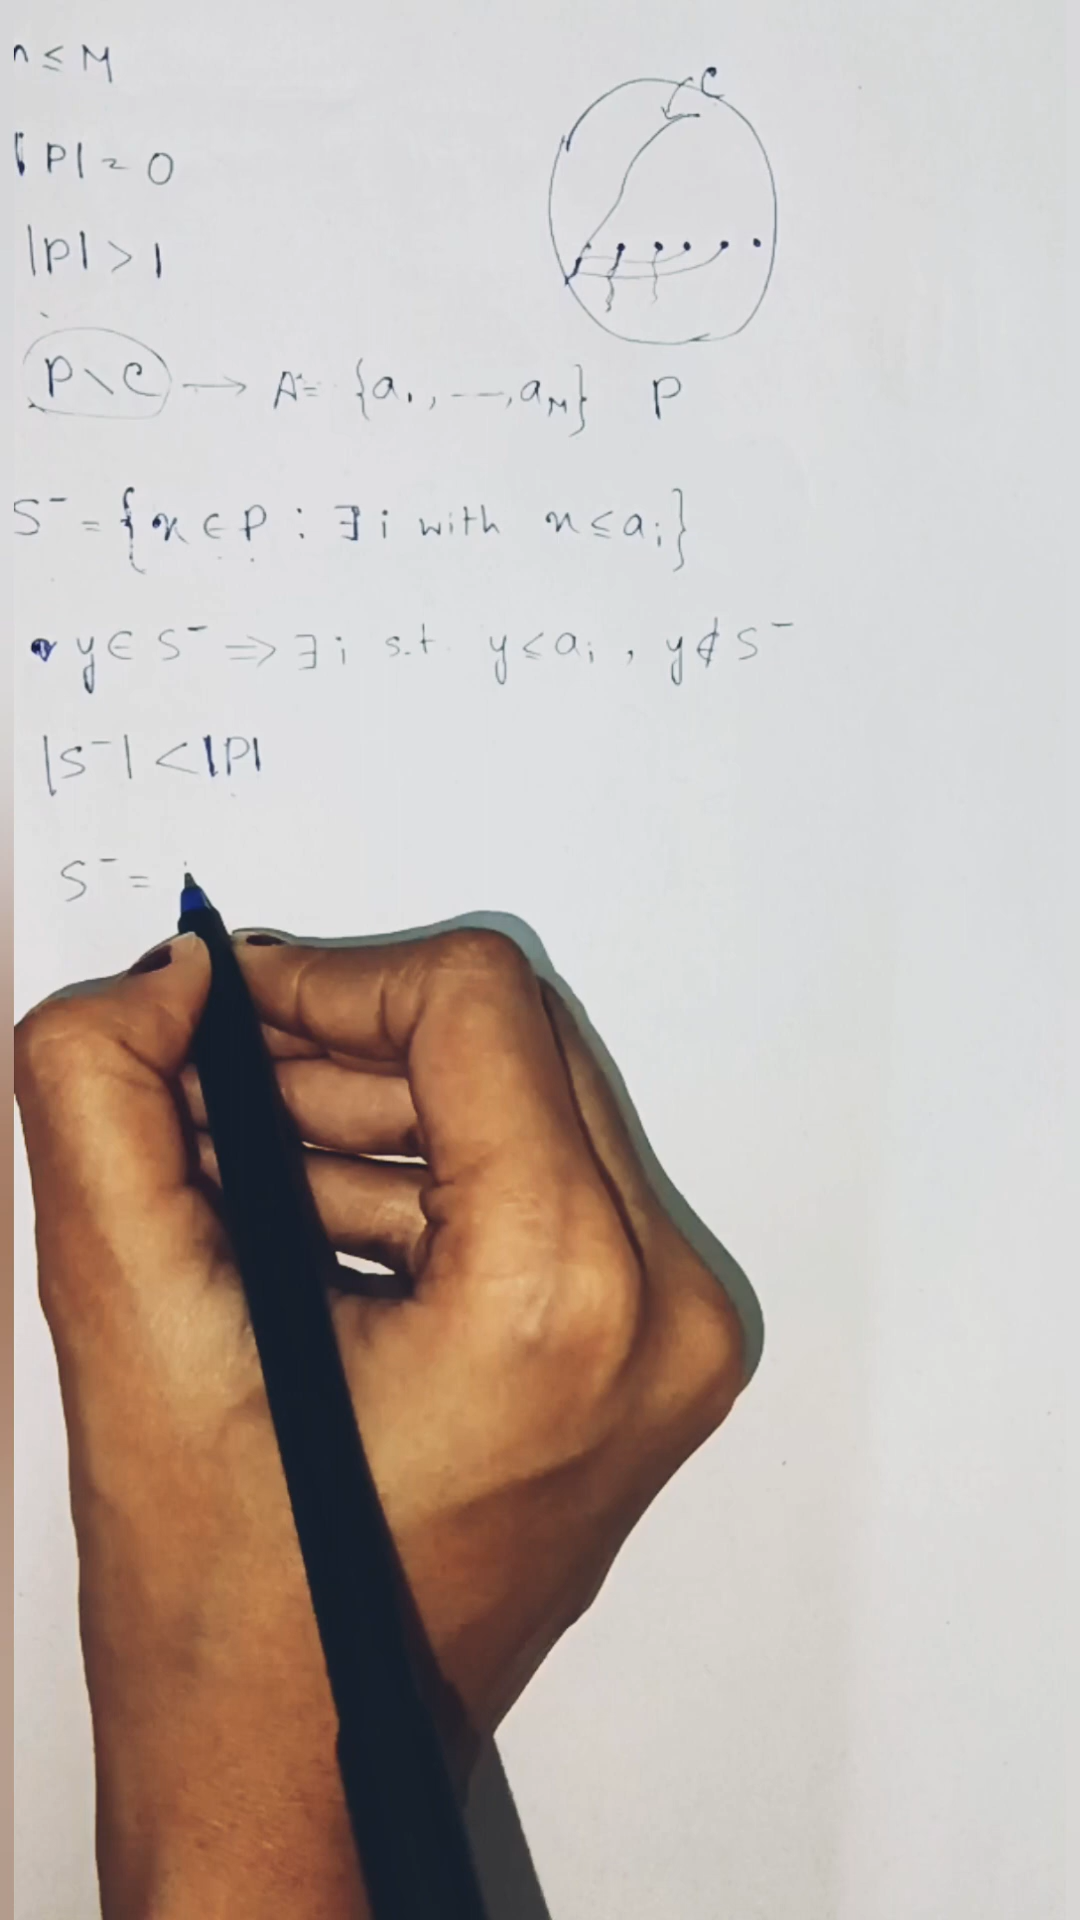 n ≤ M
C
|P| = 0
|P| > 1
P \ C → A = {a₁, ---, a_M} P
S⁻ = {x ∈ P : ∃ i with x ≤ aᵢ}
• y ∈ S⁻ ⇒ ∃ i s.t. y ≤ aᵢ , y ∉ S⁻
|S⁻| < |P|
S⁻ =